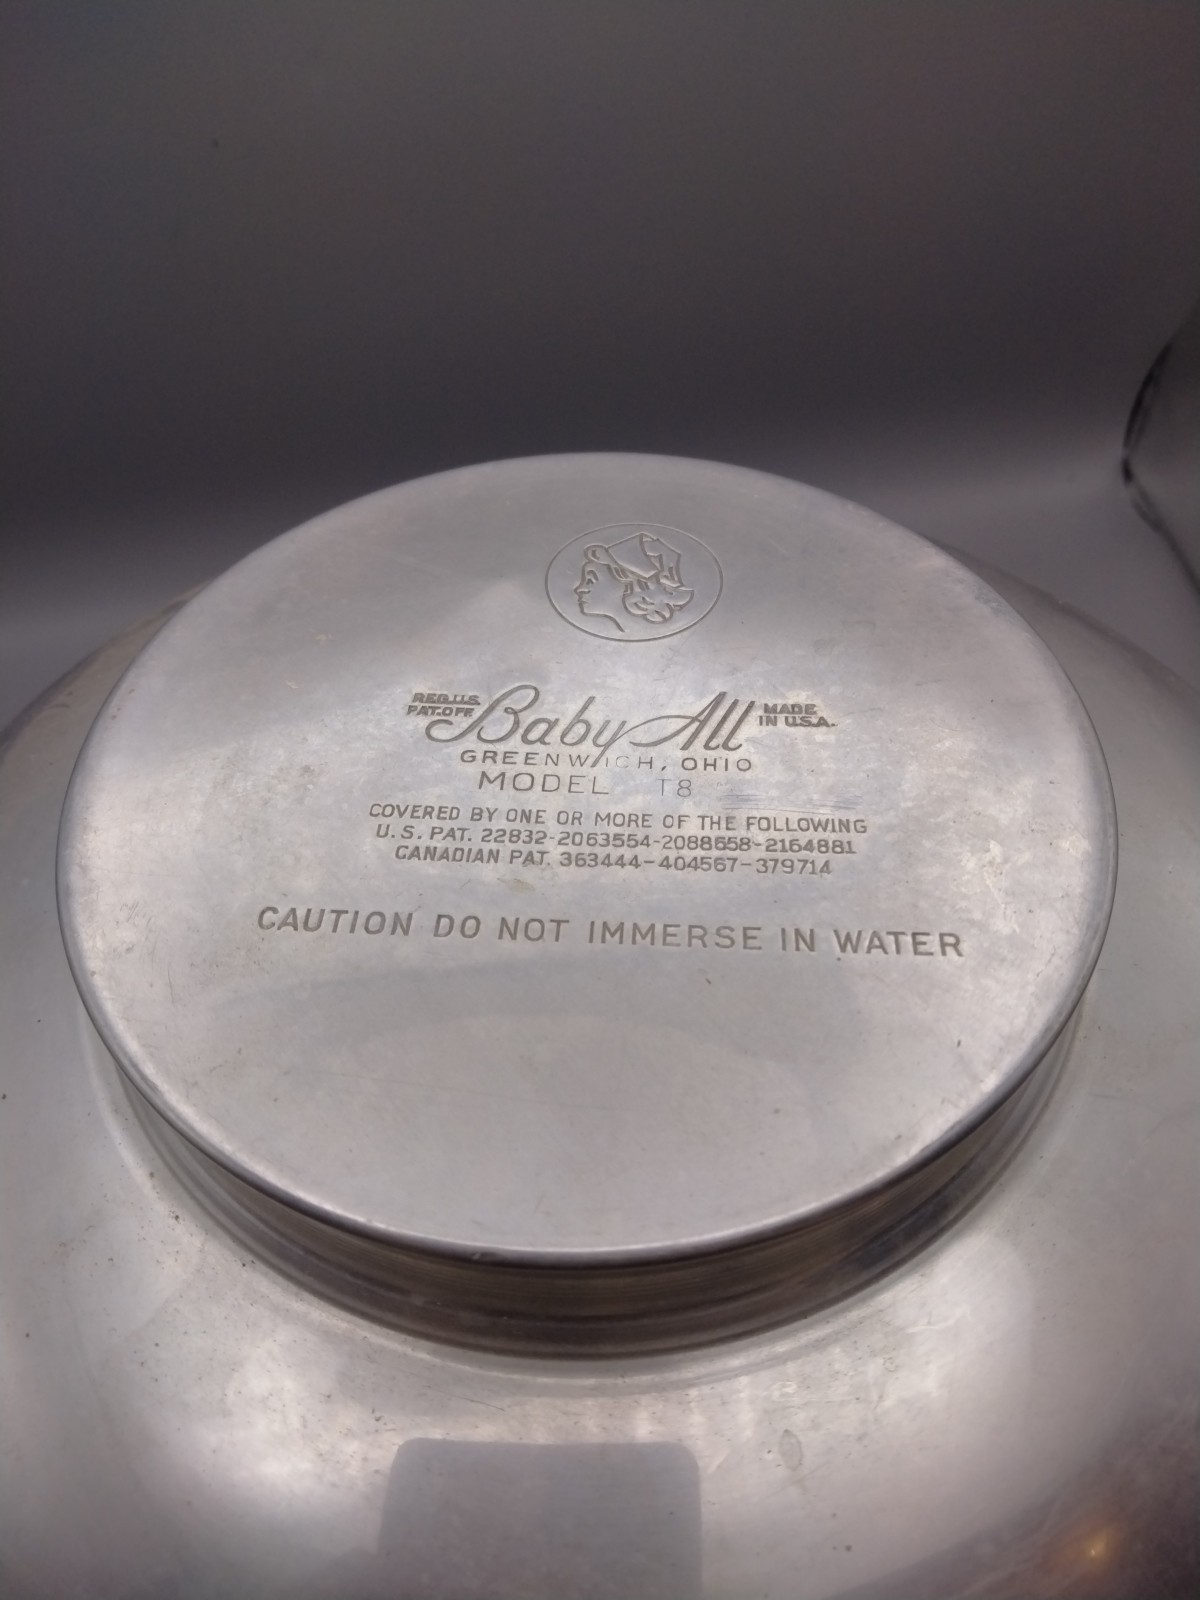 REG.U.S.
PAT.OFF.
Baby All
MADE
IN U.S.A.
GREENWICH, OHIO
MODEL T8
COVERED BY ONE OR MORE OF THE FOLLOWING
U.S. PAT. 22832-2063554-2088658-2164881
CANADIAN PAT. 363444-404567-379714
CAUTION DO NOT IMMERSE IN WATER